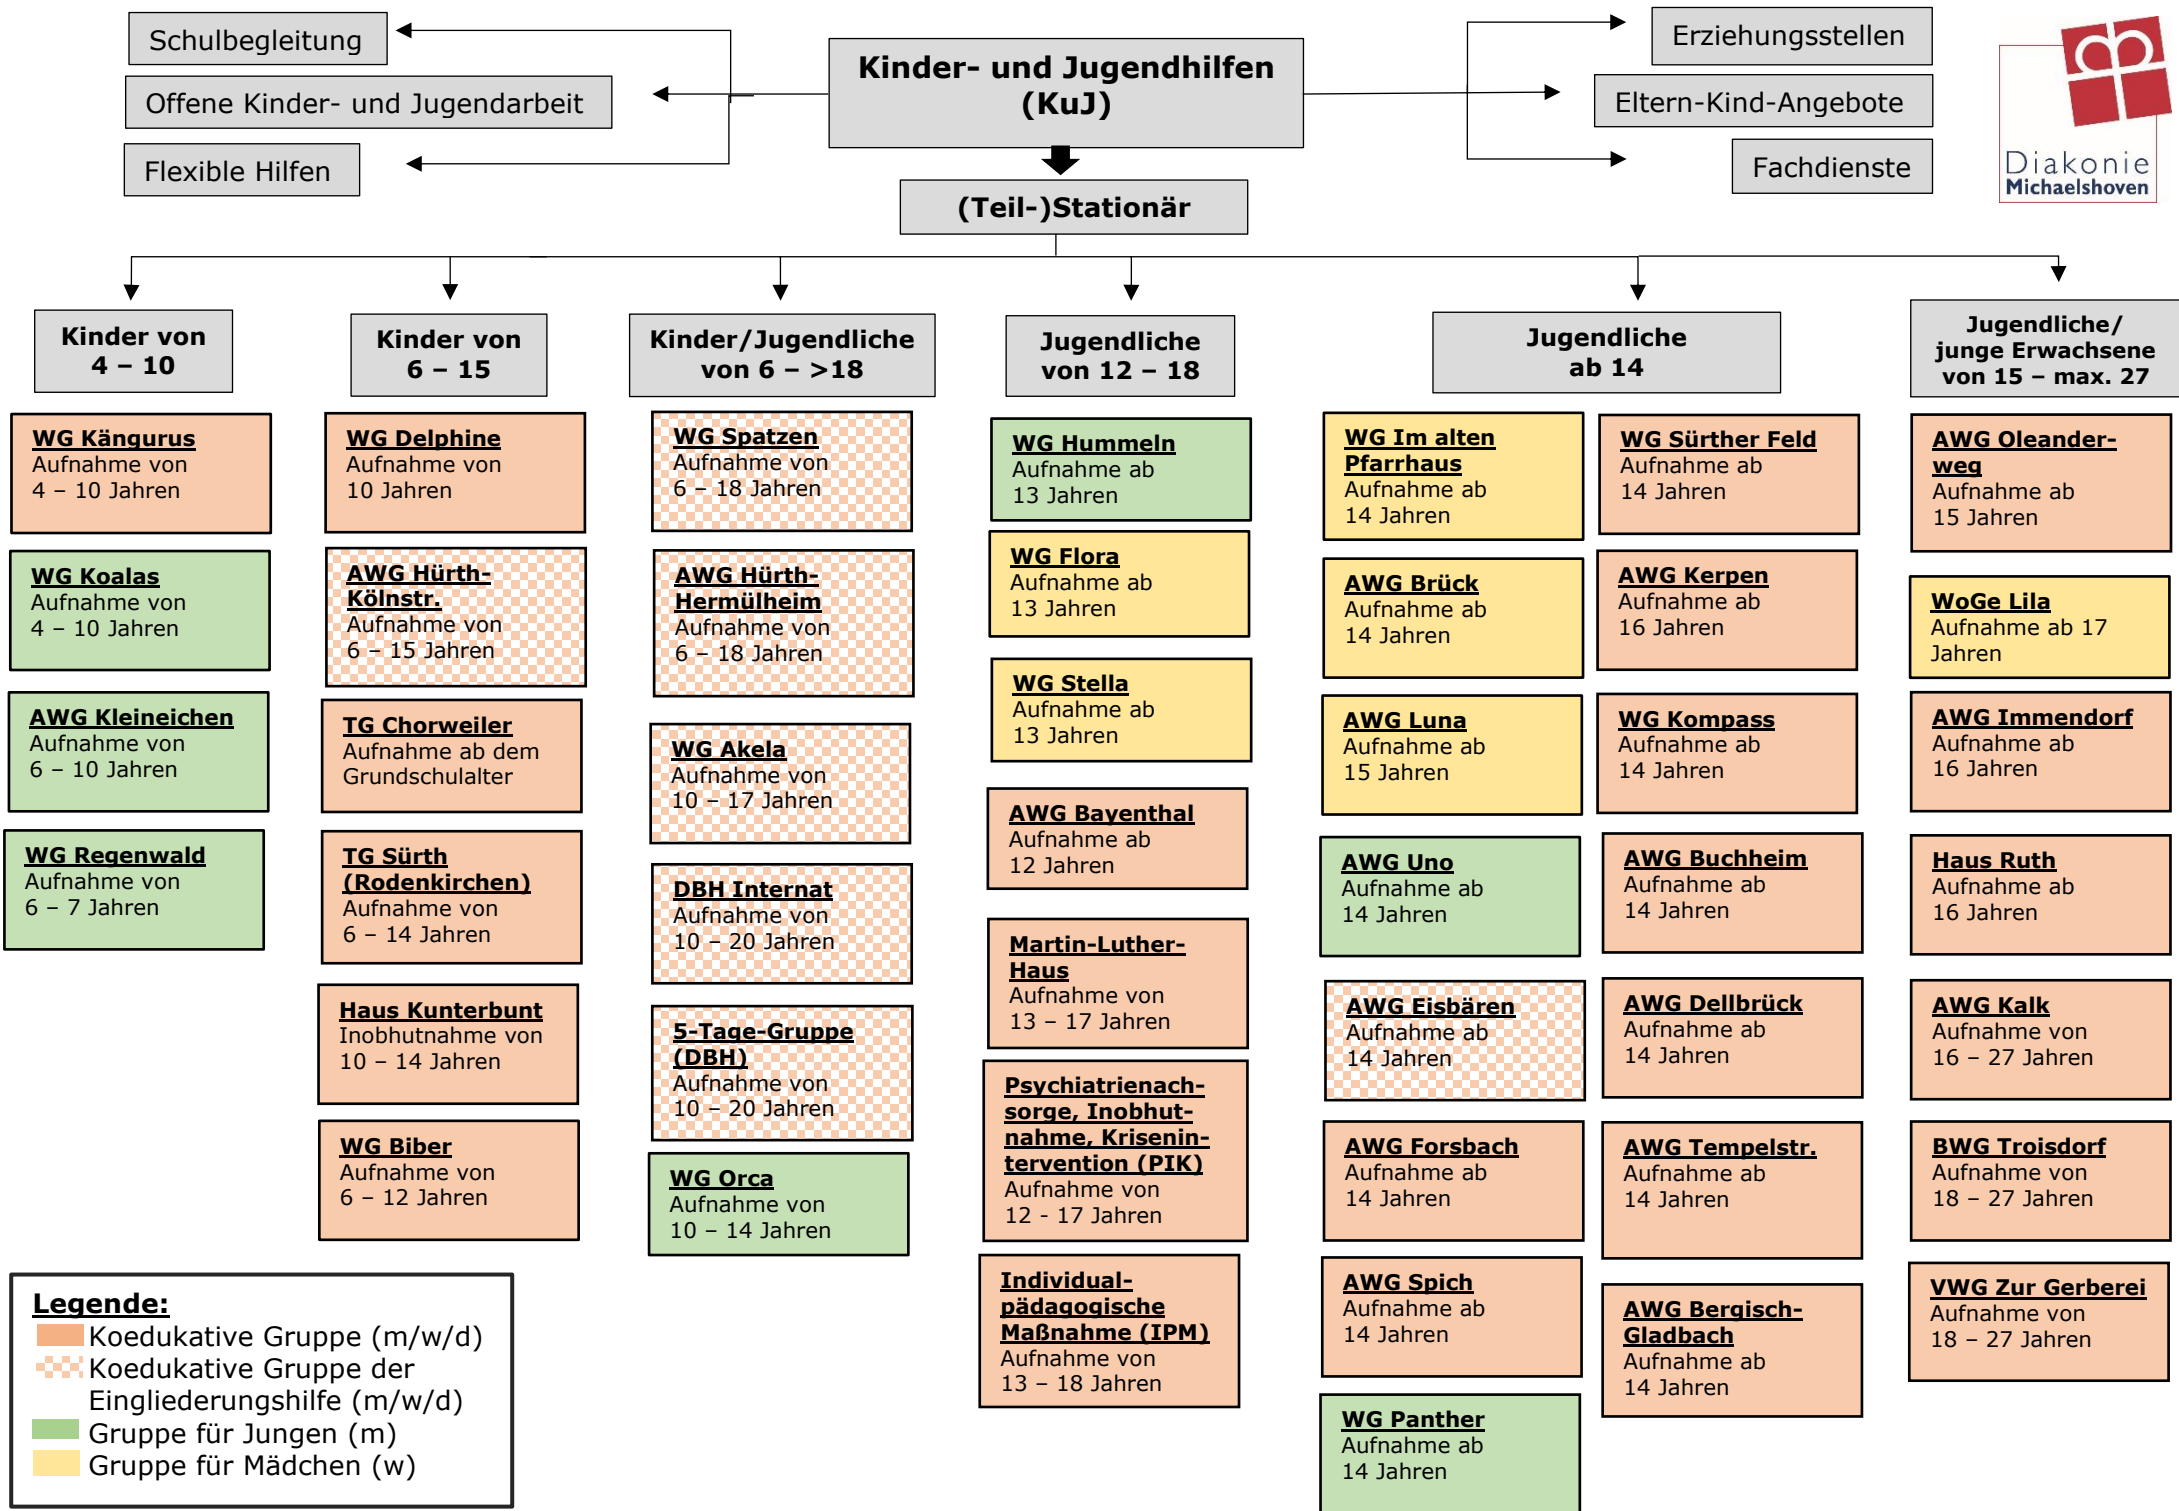 Schulbegleitung
Offene Kinder- und Jugendarbeit
Flexible Hilfen
Kinder- und Jugendhilfen
(KuJ)
Erziehungsstellen
Eltern-Kind-Angebote
Fachdienste
Diakonie
Michaelshoven
(Teil-)Stationär
Kinder von
4 – 10
Kinder von
6 – 15
Kinder/Jugendliche
von 6 – >18
Jugendliche
von 12 – 18
Jugendliche
ab 14
Jugendliche/
junge Erwachsene
von 15 – max. 27
WG Kängurus
Aufnahme von
4 – 10 Jahren
WG Koalas
Aufnahme von
4 – 10 Jahren
AWG Kleineichen
Aufnahme von
6 – 10 Jahren
WG Regenwald
Aufnahme von
6 – 7 Jahren
WG Delphine
Aufnahme von
10 Jahren
AWG Hürth-
Kölnstr.
Aufnahme von
6 – 15 Jahren
TG Chorweiler
Aufnahme ab dem
Grundschulalter
TG Sürth
(Rodenkirchen)
Aufnahme von
6 – 14 Jahren
Haus Kunterbunt
Inobhutnahme von
10 – 14 Jahren
WG Biber
Aufnahme von
6 – 12 Jahren
WG Spatzen
Aufnahme von
6 – 18 Jahren
AWG Hürth-
Hermülheim
Aufnahme von
6 – 18 Jahren
WG Akela
Aufnahme von
10 – 17 Jahren
DBH Internat
Aufnahme von
10 – 20 Jahren
5-Tage-Gruppe
(DBH)
Aufnahme von
10 – 20 Jahren
WG Orca
Aufnahme von
10 – 14 Jahren
WG Hummeln
Aufnahme ab
13 Jahren
WG Flora
Aufnahme ab
13 Jahren
WG Stella
Aufnahme ab
13 Jahren
AWG Bayenthal
Aufnahme ab
12 Jahren
Martin-Luther-
Haus
Aufnahme von
13 – 17 Jahren
Psychiatrienach-
sorge, Inobhut-
nahme, Krisenin-
tervention (PIK)
Aufnahme von
12 - 17 Jahren
Individual-
pädagogische
Maßnahme (IPM)
Aufnahme von
13 – 18 Jahren
WG Im alten
Pfarrhaus
Aufnahme ab
14 Jahren
AWG Brück
Aufnahme ab
14 Jahren
AWG Luna
Aufnahme ab
15 Jahren
AWG Uno
Aufnahme ab
14 Jahren
AWG Eisbären
Aufnahme ab
14 Jahren
AWG Forsbach
Aufnahme ab
14 Jahren
AWG Spich
Aufnahme ab
14 Jahren
WG Panther
Aufnahme ab
14 Jahren
WG Sürther Feld
Aufnahme ab
14 Jahren
AWG Kerpen
Aufnahme ab
16 Jahren
WG Kompass
Aufnahme ab
14 Jahren
AWG Buchheim
Aufnahme ab
14 Jahren
AWG Dellbrück
Aufnahme ab
14 Jahren
AWG Tempelstr.
Aufnahme ab
14 Jahren
AWG Bergisch-
Gladbach
Aufnahme ab
14 Jahren
AWG Oleander-
weg
Aufnahme ab
15 Jahren
WoGe Lila
Aufnahme ab 17
Jahren
AWG Immendorf
Aufnahme ab
16 Jahren
Haus Ruth
Aufnahme ab
16 Jahren
AWG Kalk
Aufnahme von
16 – 27 Jahren
BWG Troisdorf
Aufnahme von
18 – 27 Jahren
VWG Zur Gerberei
Aufnahme von
18 – 27 Jahren
Legende:
Koedukative Gruppe (m/w/d)
Koedukative Gruppe der
Eingliederungshilfe (m/w/d)
Gruppe für Jungen (m)
Gruppe für Mädchen (w)